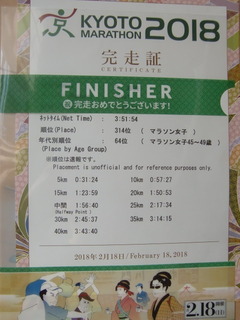 KYOTO 2018
MARATHON
完走証
CERTIFICATE
FINISHER
完走おめでとうございます!
ネットタイム(Net Time) : 3:51:54
順位(Place) : 314位 ( マラソン女子 )
年代別順位 : 64位 ( マラソン女子45〜49歳 )
(Place by Age Group)
※順位は速報です。
Placement is unofficial and for reference purposes only.
5km 0:31:24 10km 0:57:27
15km 1:23:59 20km 1:50:53
中間 1:56:40 25km 2:17:34
(Halfway Point)
30km 2:45:37 35km 3:14:15
40km 3:43:40
2018年2月18日/February 18, 2018
2.18